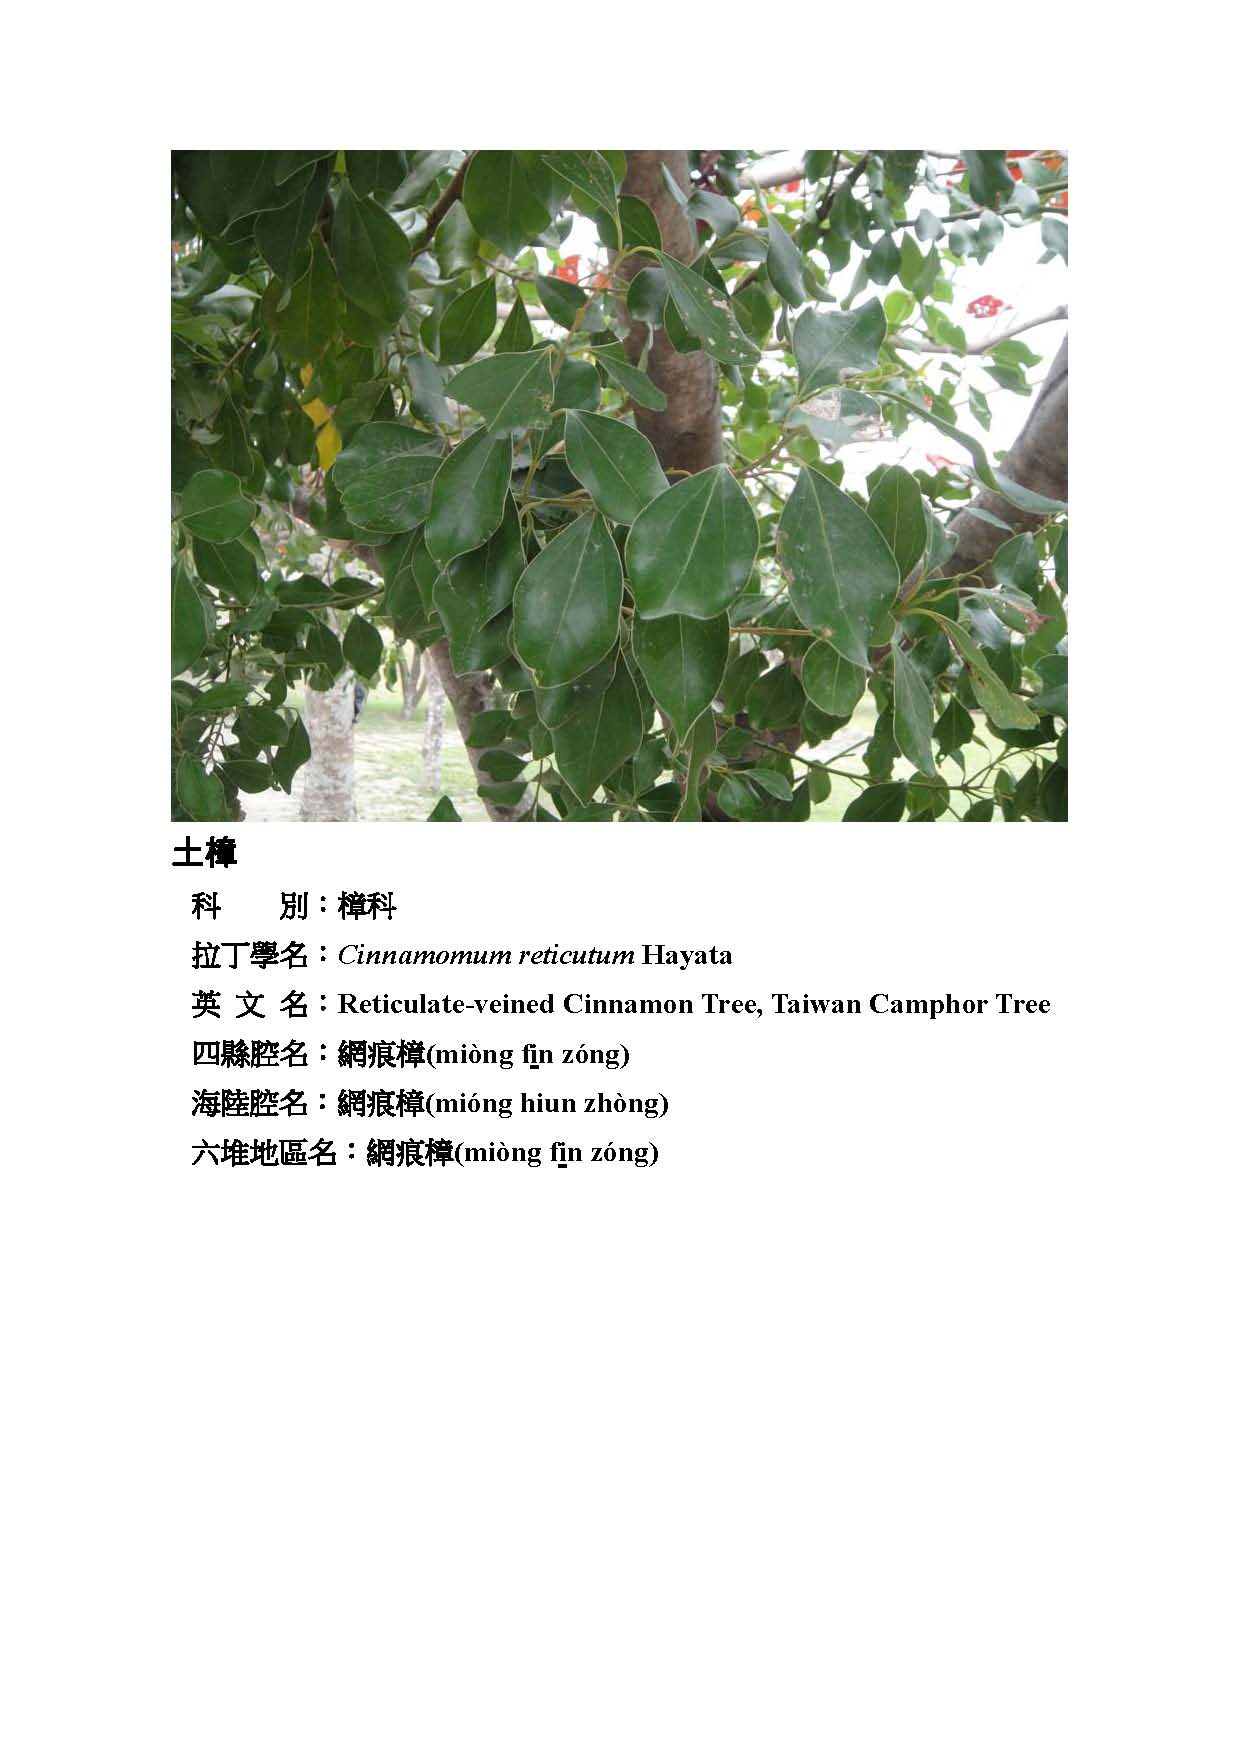 土樟
科　　別：樟科
拉丁學名：Cinnamomum reticutum Hayata
英 文 名：Reticulate-veined Cinnamon Tree, Taiwan Camphor Tree
四縣腔名：網痕樟(miòng fi̱n zóng)
海陸腔名：網痕樟(mióng hiun zhòng)
六堆地區名：網痕樟(miòng fi̱n zóng)